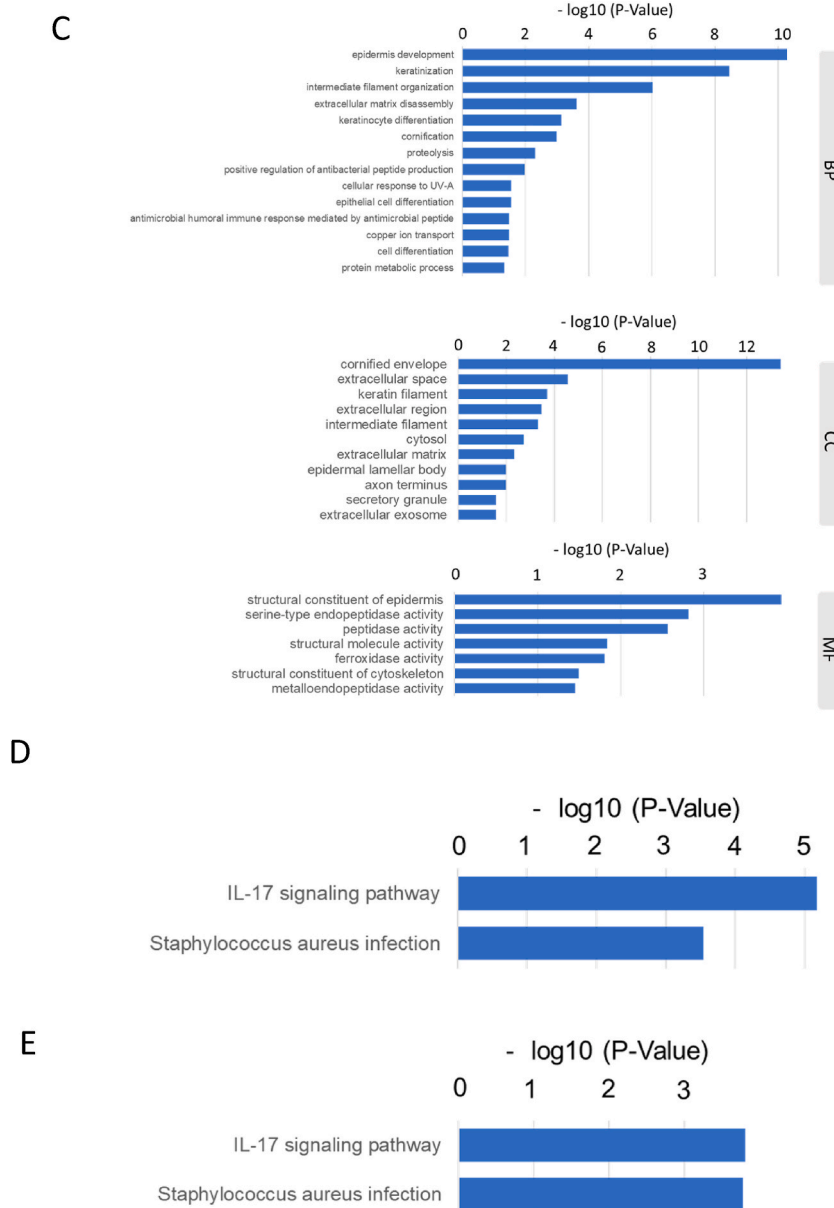 C
- log10 (P-Value)
0 2 4 6 8 10
epidermis development
keratinization
intermediate filament organization
extracellular matrix disassembly
keratinocyte differentiation
cornification
proteolysis
positive regulation of antibacterial peptide production
cellular response to UV-A
epithelial cell differentiation
antimicrobial humoral immune response mediated by antimicrobial peptide
copper ion transport
cell differentiation
protein metabolic process
BP
- log10 (P-Value)
0 2 4 6 8 10 12
cornified envelope
extracellular space
keratin filament
extracellular region
intermediate filament
cytosol
extracellular matrix
epidermal lamellar body
axon terminus
secretory granule
extracellular exosome
CC
- log10 (P-Value)
0 1 2 3
structural constituent of epidermis
serine-type endopeptidase activity
peptidase activity
structural molecule activity
ferroxidase activity
structural constituent of cytoskeleton
metalloendopeptidase activity
MF
D
- log10 (P-Value)
0 1 2 3 4 5
IL-17 signaling pathway
Staphylococcus aureus infection
E
- log10 (P-Value)
0 1 2 3
IL-17 signaling pathway
Staphylococcus aureus infection